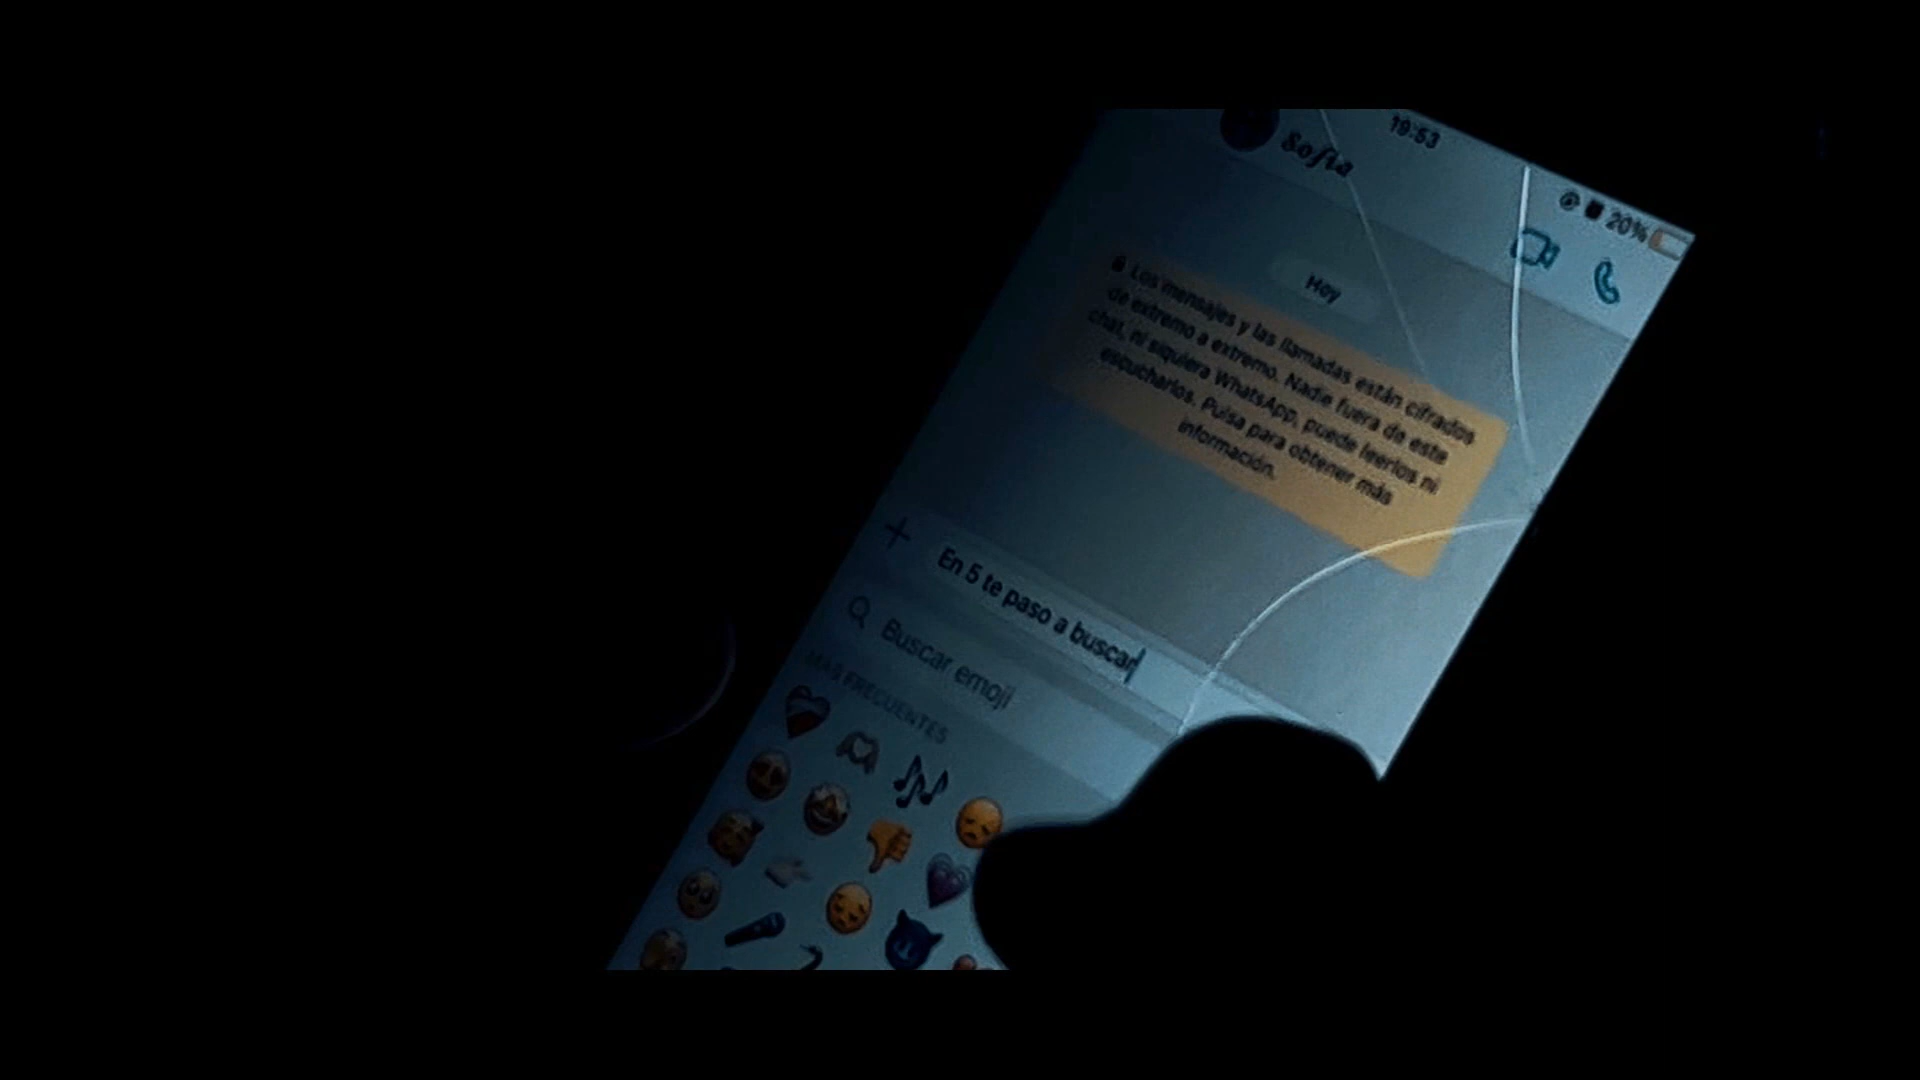 19:53
Sofia
20%
Hoy
Los mensajes y las llamadas están cifrados
de extremo a extremo. Nadie fuera de este
chat, ni siquiera WhatsApp, puede leerlos ni
escucharlos. Pulsa para obtener más
información.
En 5 te paso a buscar
Buscar emoji
MÁS FRECUENTES